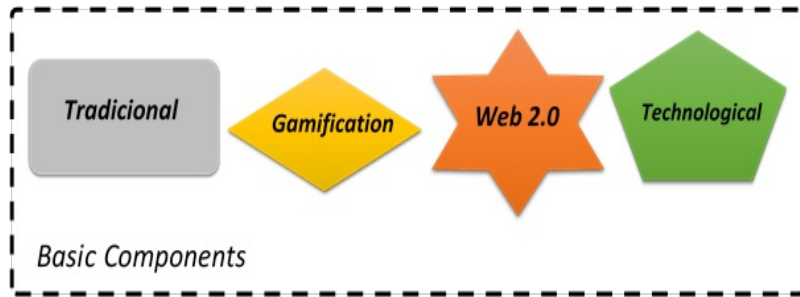 Tradicional
Gamification
Web 2.0
Technological
Basic Components